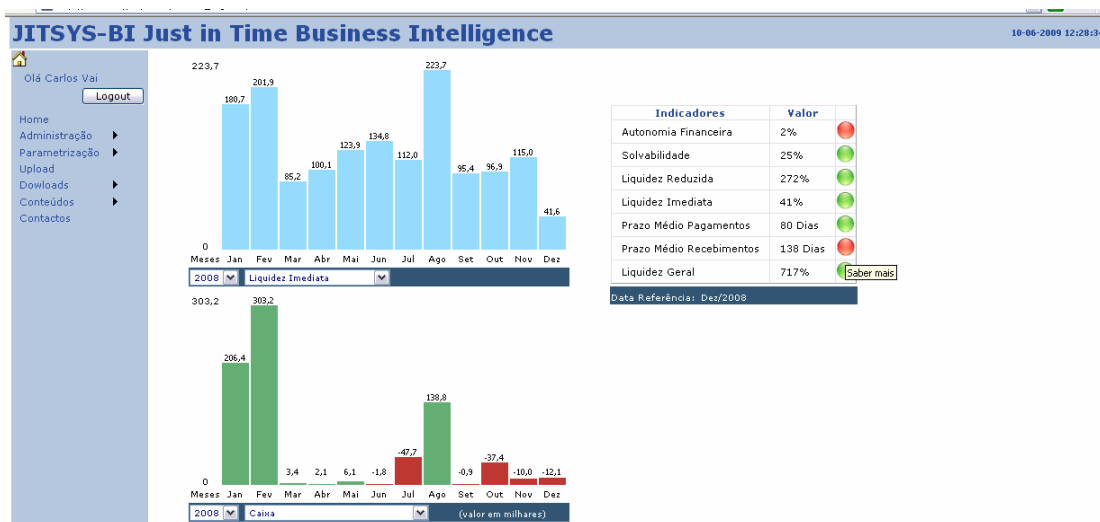 JITSYS-BI Just in Time Business Intelligence
10-06-2009 12:28:34
Olá Carlos Vai
Logout
Home
Administração
Parametrização
Upload
Dowloads
Conteúdos
Contactos
223,7
180,7 201,9 85,2 100,1 123,9 134,8 112,0 223,7 95,4 96,9 115,0 41,6
0
Meses Jan Fev Mar Abr Mai Jun Jul Ago Set Out Nov Dez
2008 Liquidez Imediata
303,2
206,4 303,2 3,4 2,1 6,1 -1,8 -47,7 138,8 -0,9 -37,4 -10,0 -12,1
0
Meses Jan Fev Mar Abr Mai Jun Jul Ago Set Out Nov Dez
2008 Caixa (valor em milhares)
Indicadores Valor
Autonomia Financeira 2%
Solvabilidade 25%
Liquidez Reduzida 272%
Liquidez Imediata 41%
Prazo Médio Pagamentos 80 Dias
Prazo Médio Recebimentos 138 Dias
Liquidez Geral 717%
Saber mais
Data Referência: Dez/2008